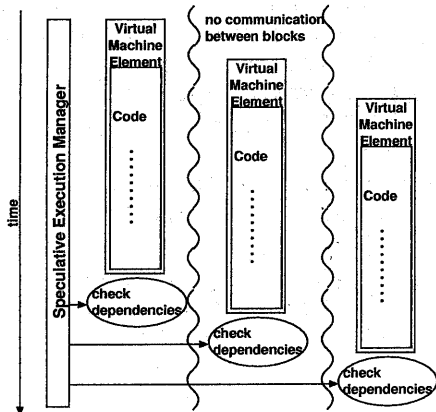 no communication
between blocks
time
Speculative Execution Manager
Virtual
Machine
Element
Code
check
dependencies
Virtual
Machine
Element
Code
check
dependencies
Virtual
Machine
Element
Code
check
dependencies